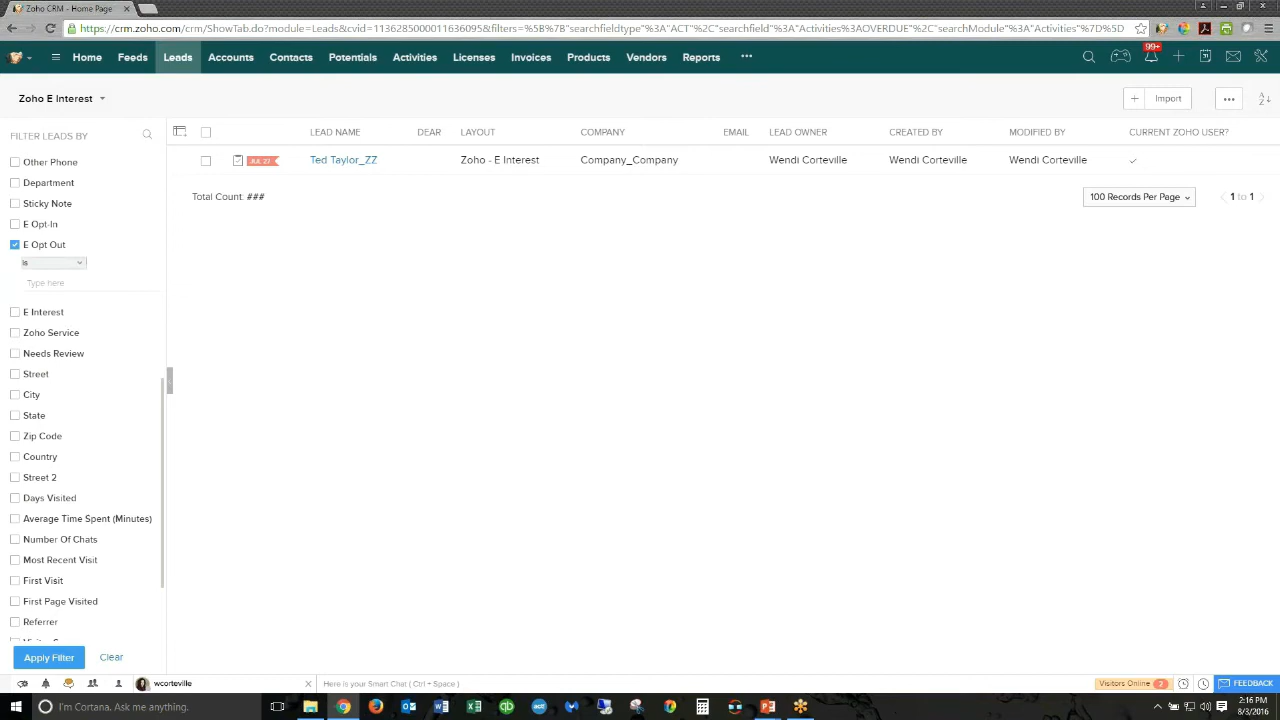 Zoho CRM - Home Page
https://crm.zoho.com/crm/ShowTab.do?module=Leads&cvid=1136285000011636095&filters=%5B%7B"searchfieldtype"%3A"ACT"%2C"searchfield"%3A"Activities%3AOVERDUE"%2C"searchModule"%3A"Activities"%7D%5D
Home Feeds Leads Accounts Contacts Potentials Activities Licenses Invoices Products Vendors Reports ••• 99+
Zoho E Interest
Import
FILTER LEADS BY
LEAD NAME DEAR LAYOUT COMPANY EMAIL LEAD OWNER CREATED BY MODIFIED BY CURRENT ZOHO USER?
JUL 27 Ted Taylor_ZZ Zoho - E Interest Company_Company Wendi Corteville Wendi Corteville Wendi Corteville
Total Count: ### 100 Records Per Page 1 to 1
Other Phone
Department
Sticky Note
E Opt-In
E Opt Out
is
Type here
E Interest
Zoho Service
Needs Review
Street
City
State
Zip Code
Country
Street 2
Days Visited
Average Time Spent (Minutes)
Number Of Chats
Most Recent Visit
First Visit
First Page Visited
Referrer
Apply Filter Clear
wcorteville Here is your Smart Chat ( Ctrl + Space ) Visitors Online 2 FEEDBACK
I'm Cortana. Ask me anything.
2:16 PM
8/3/2016